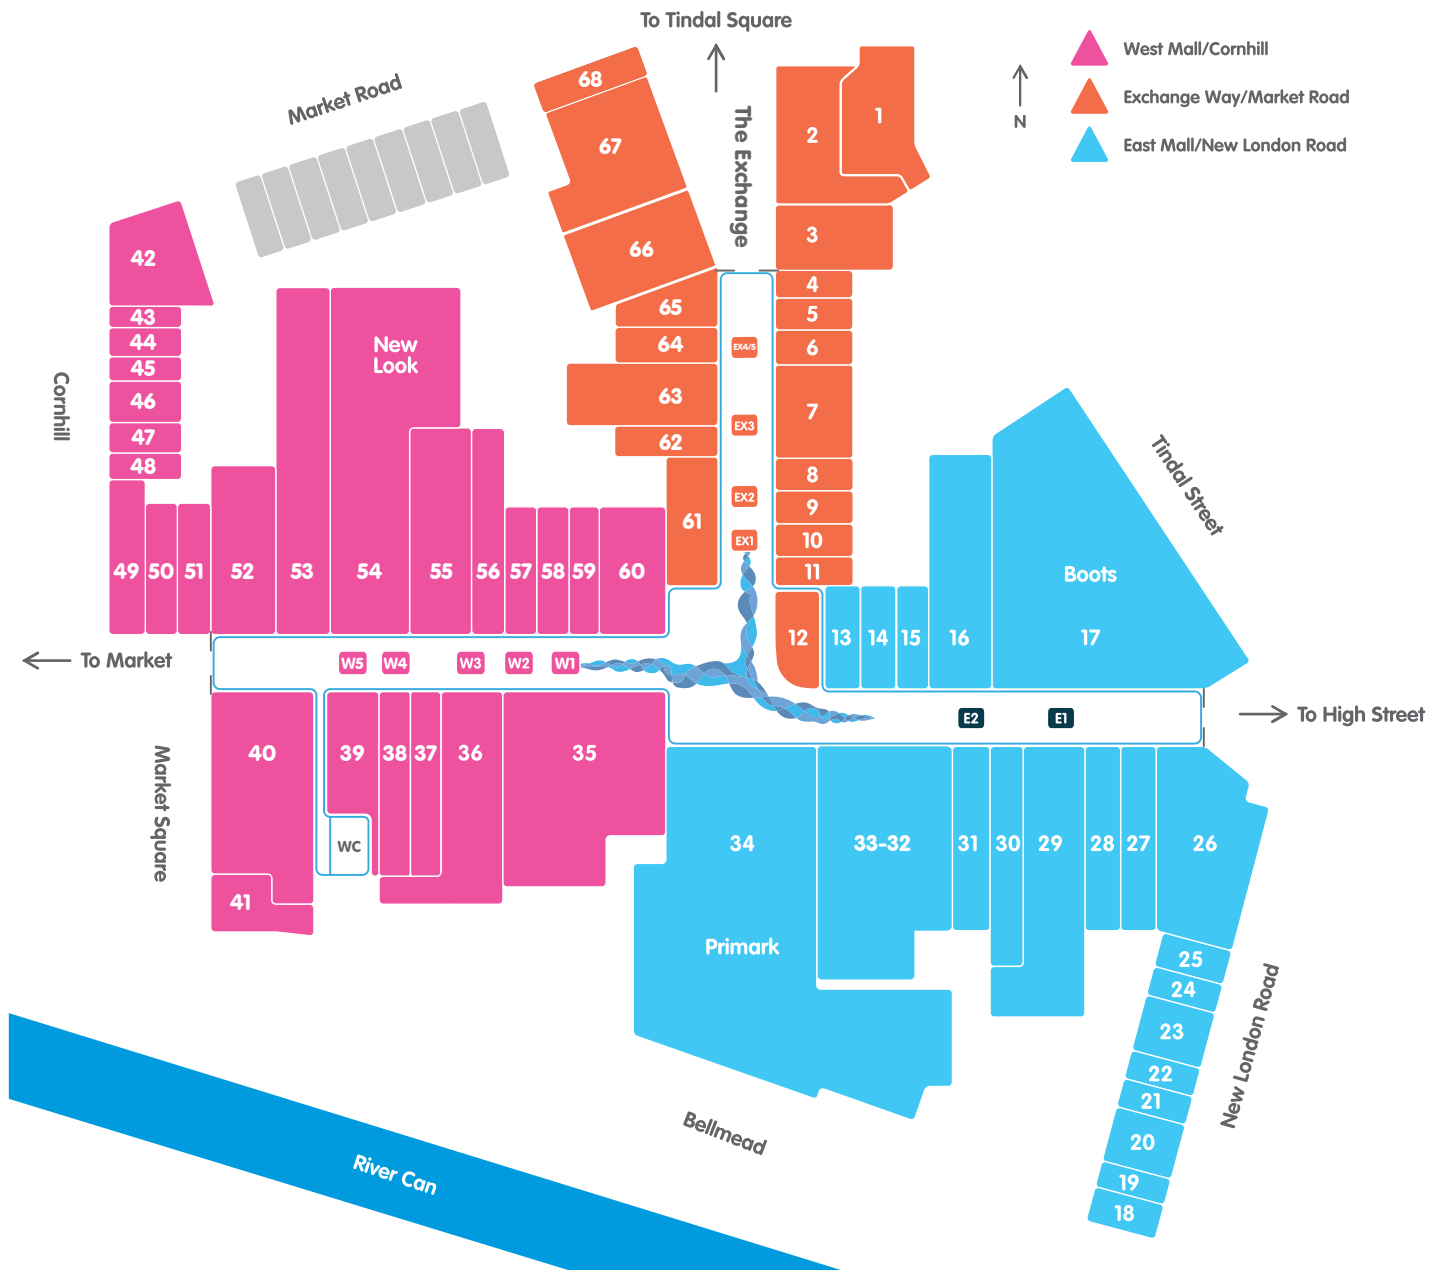 To Tindal Square
West Mall/Cornhill
Exchange Way/Market Road
East Mall/New London Road
N
Market Road
The Exchange
68
67
66
65
64
63
62
61
1
2
3
4
5
6
7
8
9
10
11
12
EX4/5
EX3
EX2
EX1
Cornhill
42
43
44
45
46
47
48
New
Look
49
50
51
52
53
54
55
56
57
58
59
60
Tindal Street
Boots
13
14
15
16
17
To Market
W5
W4
W3
W2
W1
E2
E1
To High Street
Market Square
40
39
38
37
36
35
WC
41
34
33-32
31
30
29
28
27
26
Primark
25
24
23
22
21
20
19
18
New London Road
Bellmead
River Can